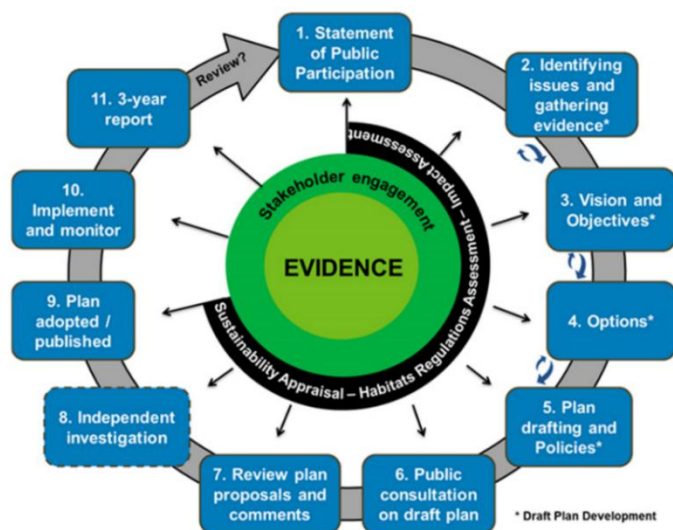 1. Statement
of Public
Participation
2. Identifying
issues and
gathering
evidence*
3. Vision and
Objectives*
4. Options*
5. Plan
drafting and
Policies*
6. Public
consultation
on draft plan
7. Review plan
proposals and
comments
8. Independent
investigation
9. Plan
adopted /
published
10.
Implement
and monitor
11. 3-year
report
Review?
Stakeholder engagement
EVIDENCE
Sustainability Appraisal – Habitats Regulations Assessment – Impact Assessment
* Draft Plan Development